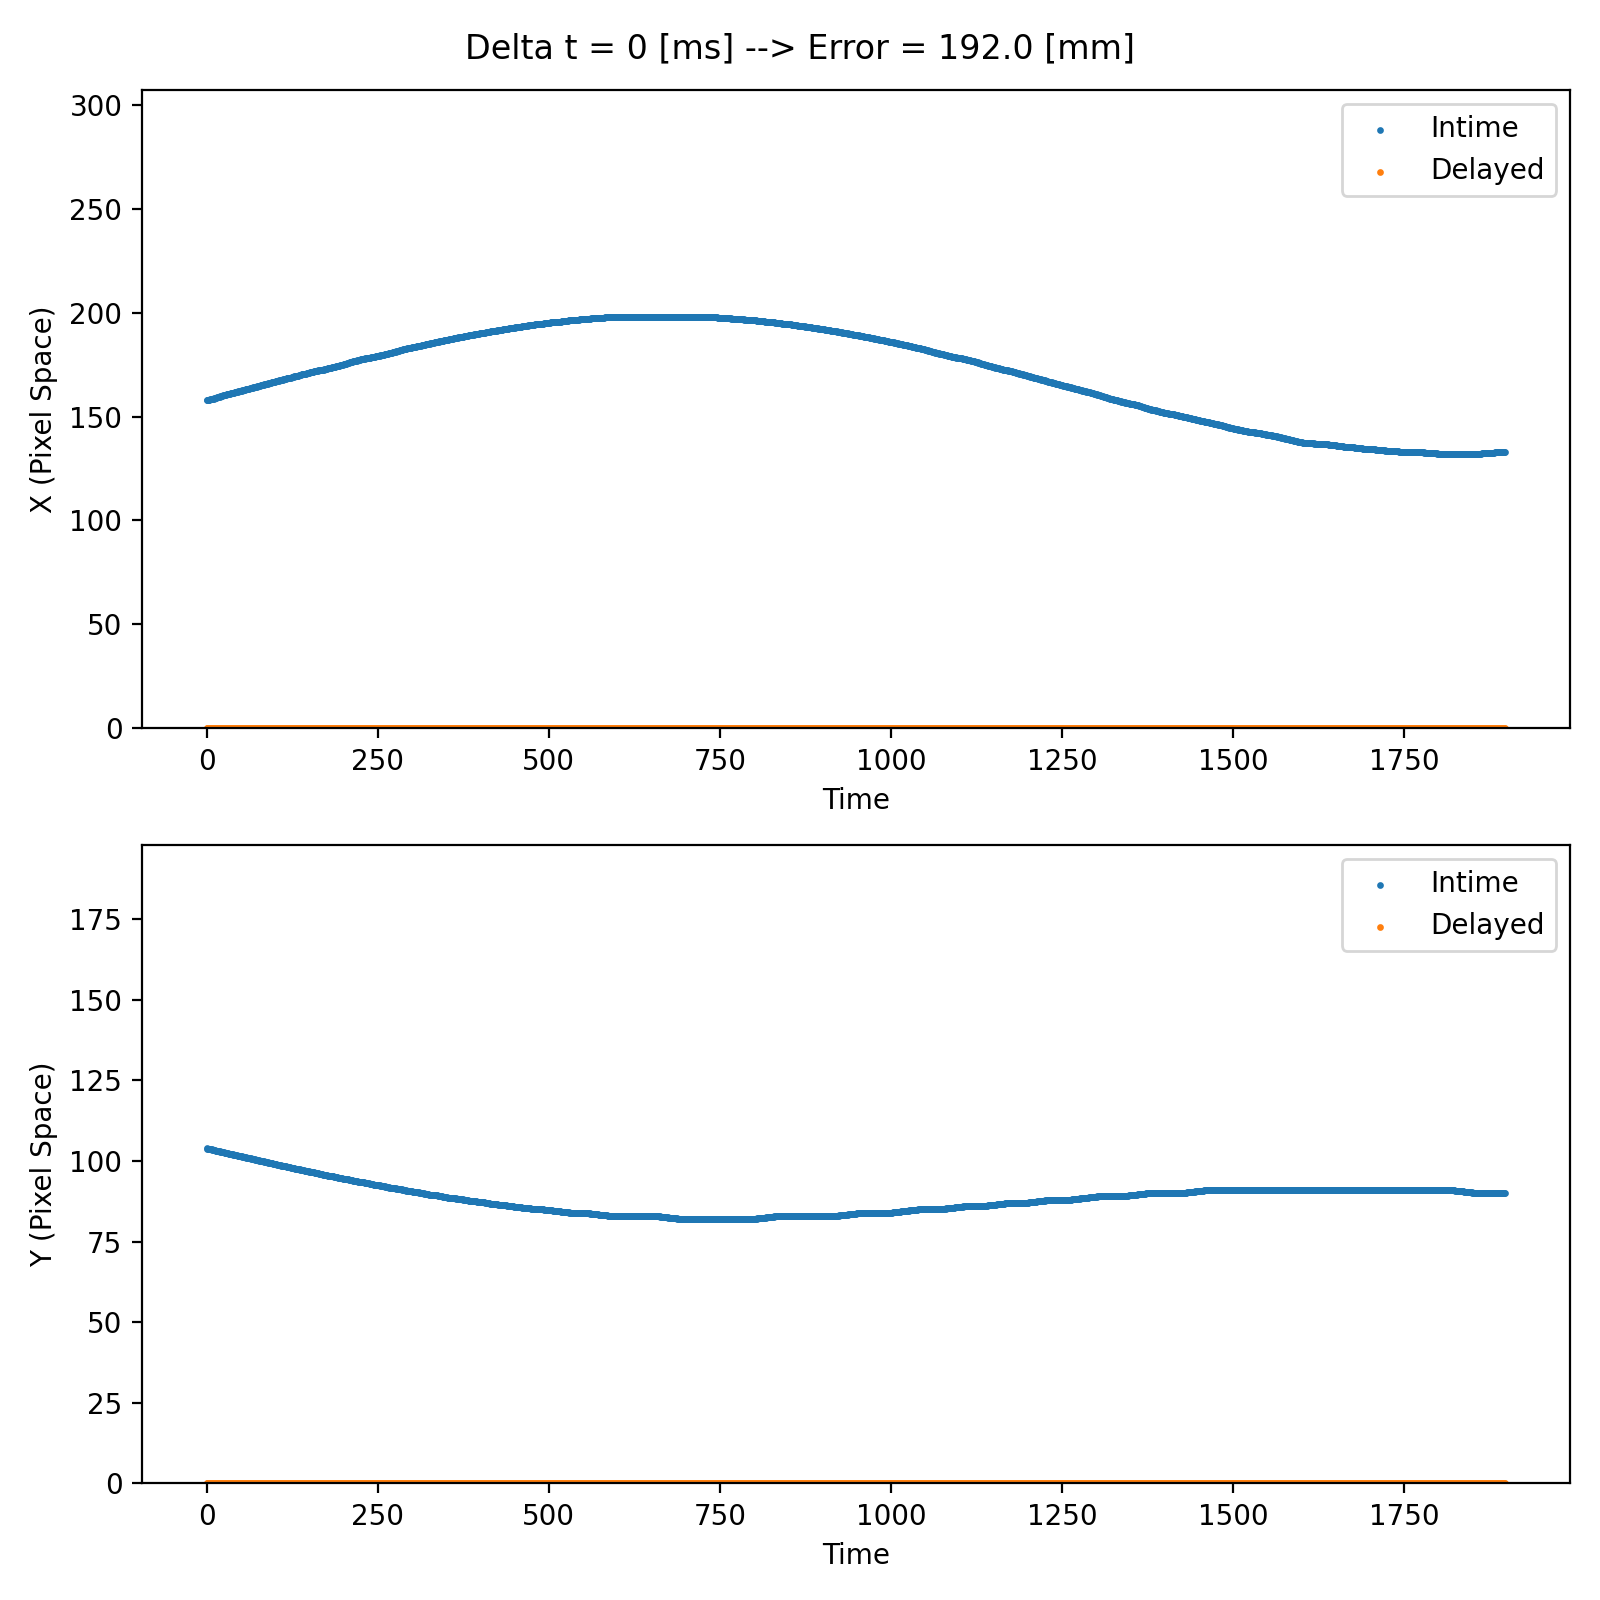 Delta t = 0 [ms] --> Error = 192.0 [mm]
300
250
200
150
100
50
0
X (Pixel Space)
Intime
Delayed
0 250 500 750 1000 1250 1500 1750
Time
175
150
125
100
75
50
25
0
Y (Pixel Space)
Intime
Delayed
0 250 500 750 1000 1250 1500 1750
Time